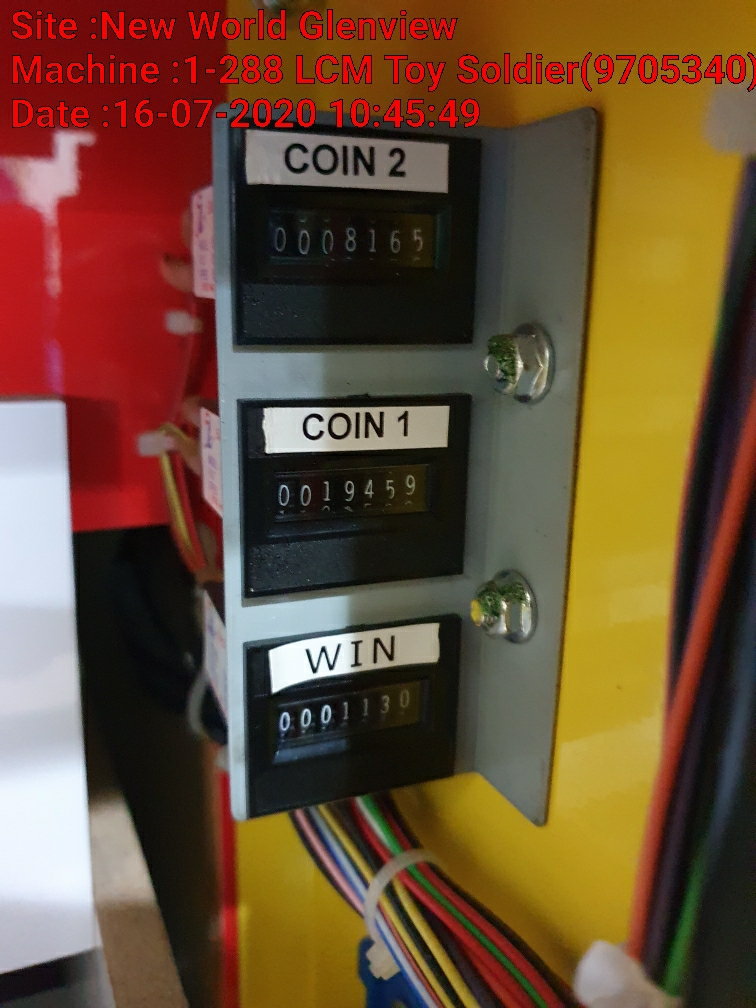 Site :New World Glenview
Machine :1-288 LCM Toy Soldier(9705340)
Date :16-07-2020 10:45:49
COIN 2
0008165
COIN 1
0019459
WIN
0001130